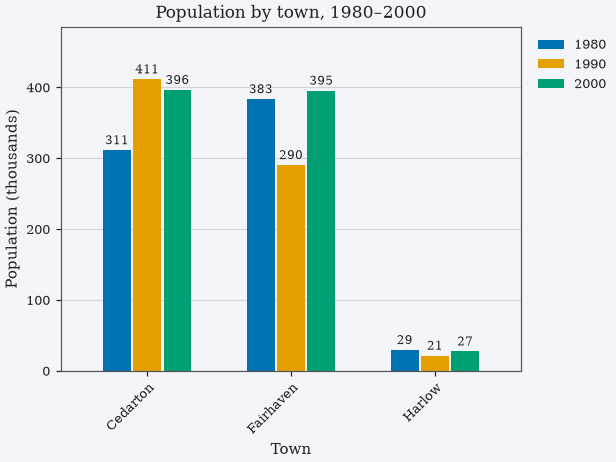 Population by town, 1980–2000
1980
1990
2000
Population (thousands)
400
300
200
100
0
311
411
396
383
290
395
29
21
27
Cedarton
Fairhaven
Harlow
Town